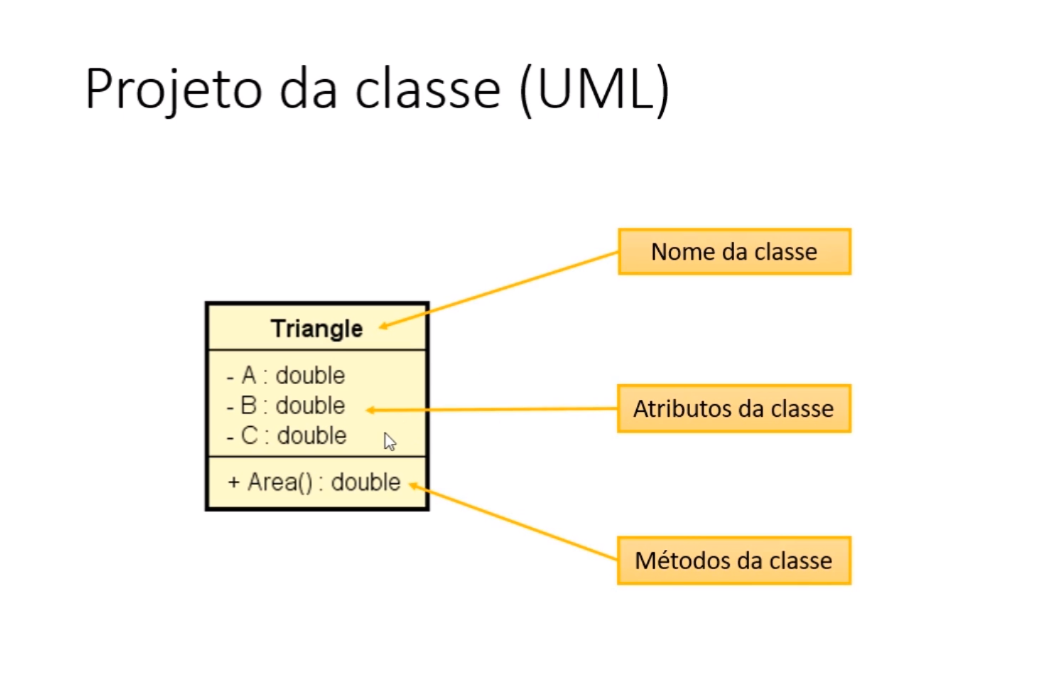 Projeto da classe (UML)
Nome da classe
Triangle
- A : double
- B : double
- C : double
Atributos da classe
+ Area() : double
Métodos da classe